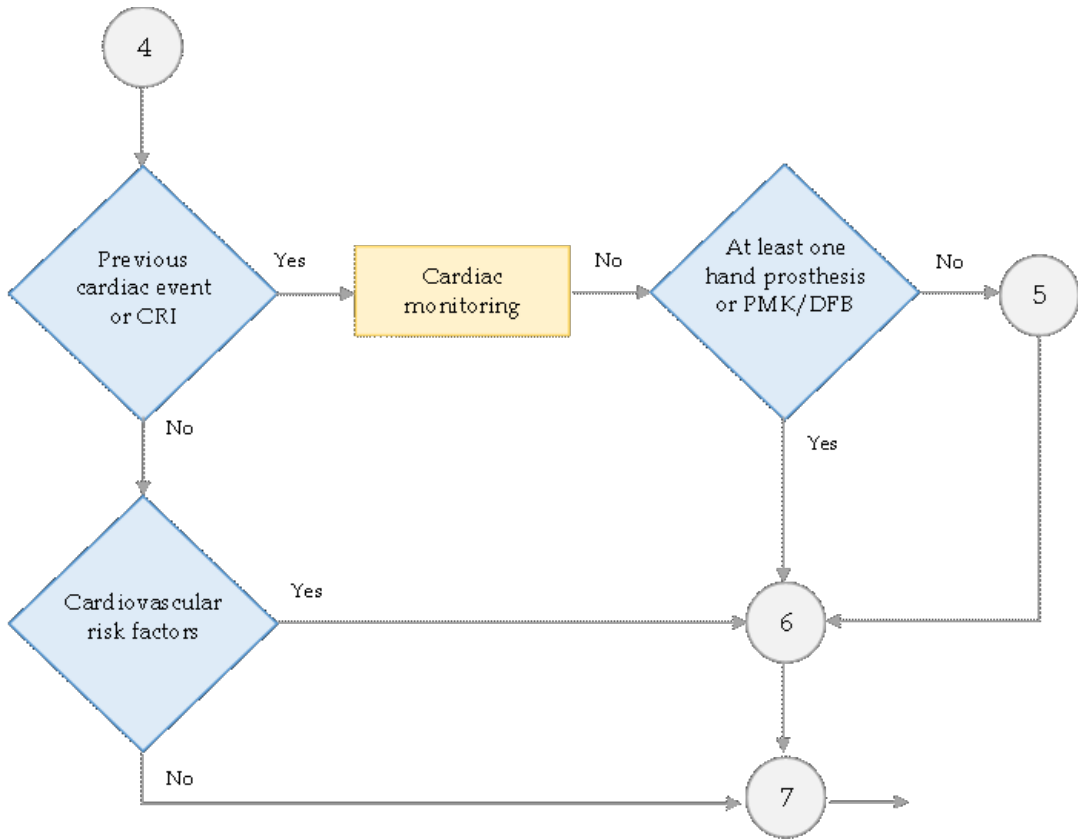 4
Previous
cardiac event
or CRI
Yes
Cardiac
monitoring
No
At least one
hand prosthesis
or PMK/DFB
No
5
No
Yes
Cardiovascular
risk factors
Yes
6
No
7